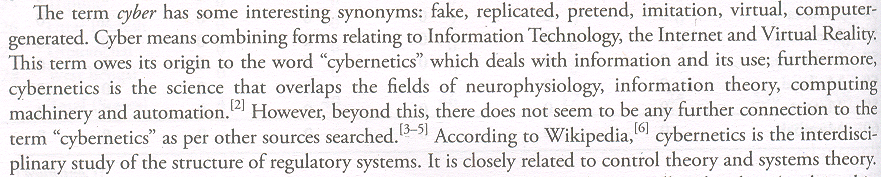 The term cyber has some interesting synonyms: fake, replicated, pretend, imitation, virtual, computer-
generated. Cyber means combining forms relating to Information Technology, the Internet and Virtual Reality.
This term owes its origin to the word “cybernetics” which deals with information and its use; furthermore,
cybernetics is the science that overlaps the fields of neurophysiology, information theory, computing
machinery and automation.[2] However, beyond this, there does not seem to be any further connection to the
term “cybernetics” as per other sources searched.[3–5] According to Wikipedia,[6] cybernetics is the interdisci-
plinary study of the structure of regulatory systems. It is closely related to control theory and systems theory.